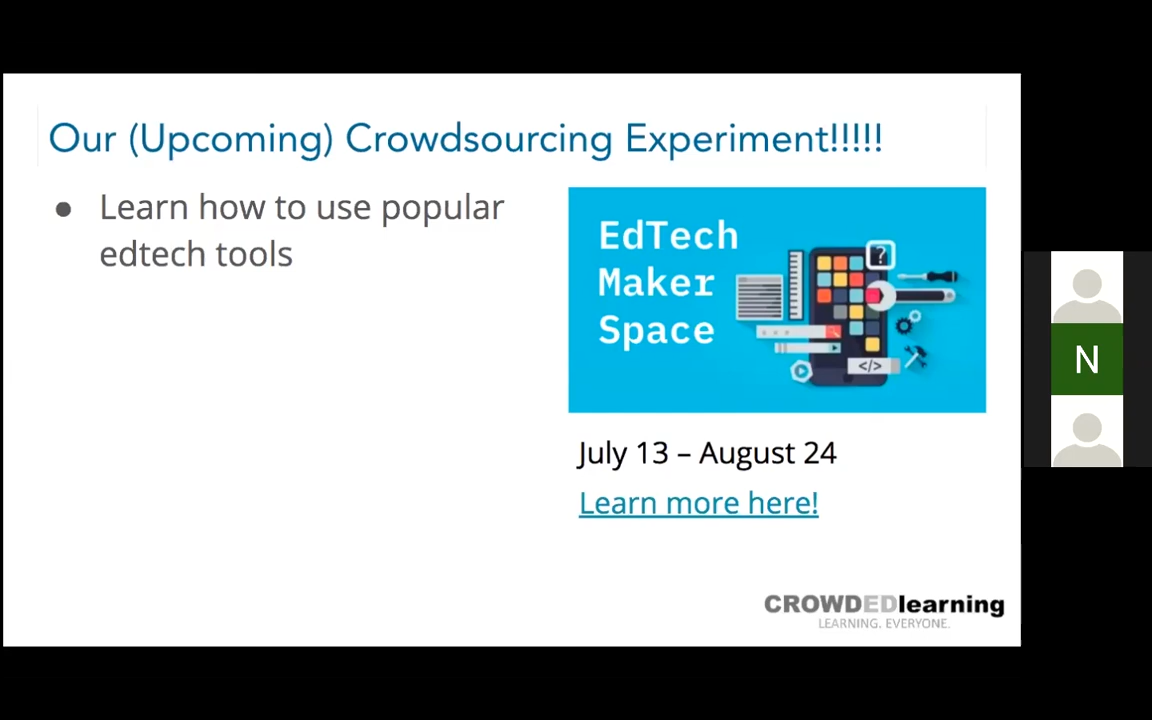 Our (Upcoming) Crowdsourcing Experiment!!!!!
● Learn how to use popular
edtech tools
EdTech
Maker
Space
?
</>
July 13 – August 24
Learn more here!
CROWDEDlearning
LEARNING. EVERYONE.
N